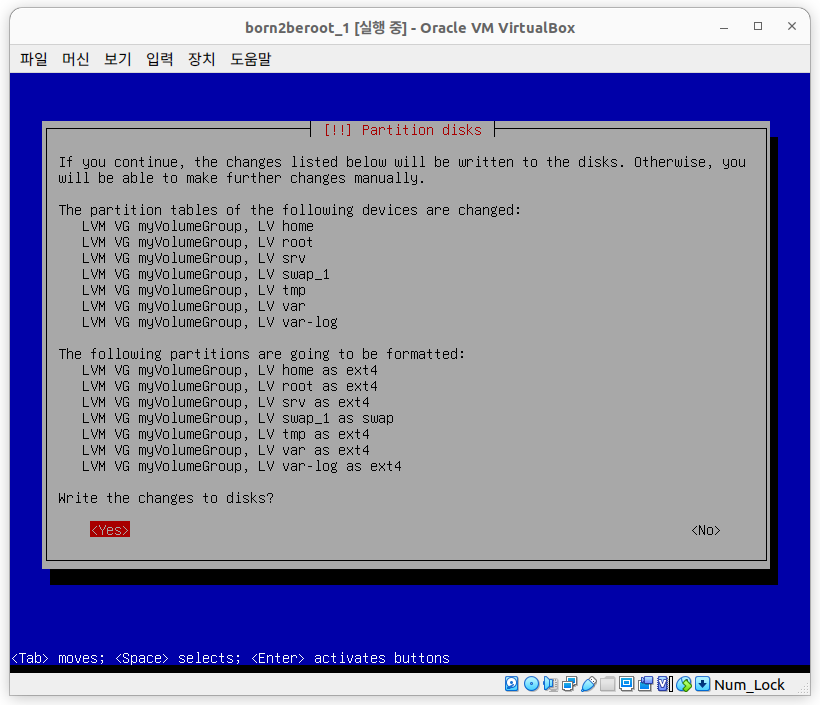 born2beroot_1 [실행 중] - Oracle VM VirtualBox
파일 머신 보기 입력 장치 도움말
[!!] Partition disks
If you continue, the changes listed below will be written to the disks. Otherwise, you
will be able to make further changes manually.
The partition tables of the following devices are changed:
LVM VG myVolumeGroup, LV home
LVM VG myVolumeGroup, LV root
LVM VG myVolumeGroup, LV srv
LVM VG myVolumeGroup, LV swap_1
LVM VG myVolumeGroup, LV tmp
LVM VG myVolumeGroup, LV var
LVM VG myVolumeGroup, LV var-log
The following partitions are going to be formatted:
LVM VG myVolumeGroup, LV home as ext4
LVM VG myVolumeGroup, LV root as ext4
LVM VG myVolumeGroup, LV srv as ext4
LVM VG myVolumeGroup, LV swap_1 as swap
LVM VG myVolumeGroup, LV tmp as ext4
LVM VG myVolumeGroup, LV var as ext4
LVM VG myVolumeGroup, LV var-log as ext4
Write the changes to disks?
<Yes> <No>
<Tab> moves; <Space> selects; <Enter> activates buttons
Num_Lock